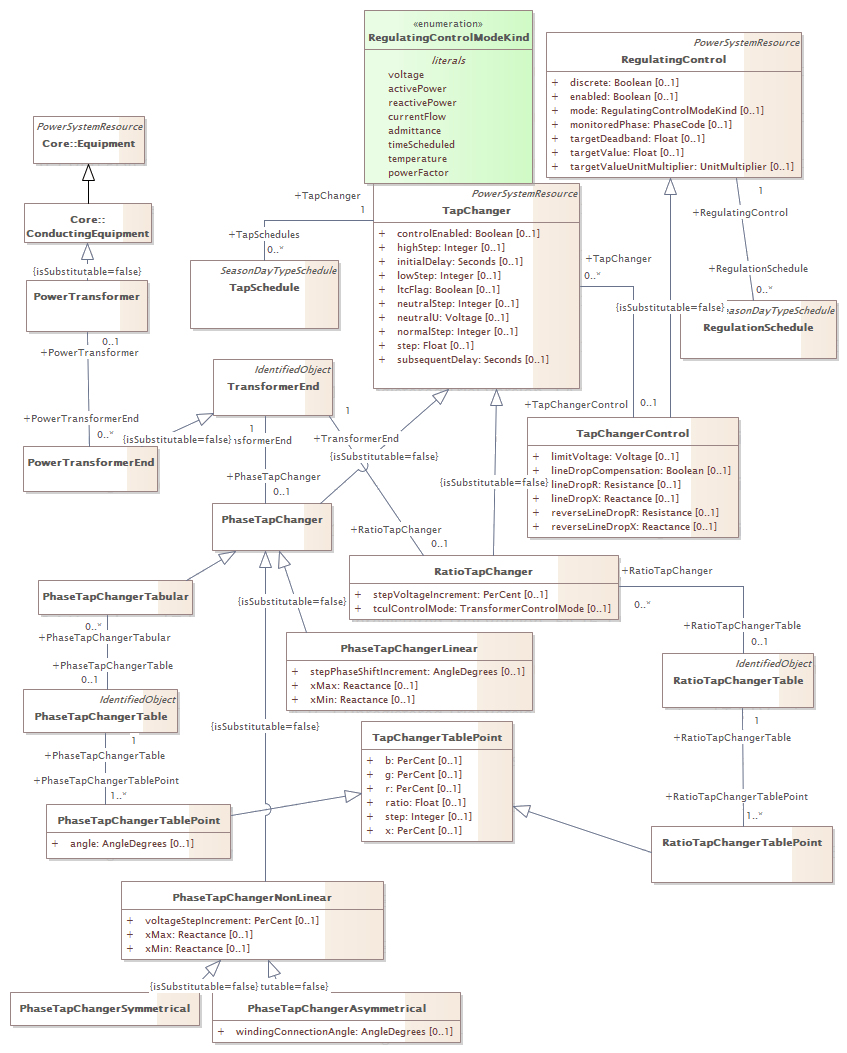 «enumeration»
RegulatingControlModeKind
literals
voltage
activePower
reactivePower
currentFlow
admittance
timeScheduled
temperature
powerFactor
PowerSystemResource
RegulatingControl
+ discrete: Boolean [0..1]
+ enabled: Boolean [0..1]
+ mode: RegulatingControlModeKind [0..1]
+ monitoredPhase: PhaseCode [0..1]
+ targetDeadband: Float [0..1]
+ targetValue: Float [0..1]
+ targetValueUnitMultiplier: UnitMultiplier [0..1]
PowerSystemResource
Core::Equipment
Core::
ConductingEquipment
{isSubstitutable=false}
PowerTransformer
0..1
+PowerTransformer
+PowerTransformerEnd
0..*
PowerTransformerEnd
+TapChanger
1
+TapSchedules
0..*
SeasonDayTypeSchedule
TapSchedule
PowerSystemResource
TapChanger
+ controlEnabled: Boolean [0..1]
+ highStep: Integer [0..1]
+ initialDelay: Seconds [0..1]
+ lowStep: Integer [0..1]
+ ltcFlag: Boolean [0..1]
+ neutralStep: Integer [0..1]
+ neutralU: Voltage [0..1]
+ normalStep: Integer [0..1]
+ step: Float [0..1]
+ subsequentDelay: Seconds [0..1]
+TapChanger
0..*
1
+RegulatingControl
+RegulationSchedule
0..*
{isSubstitutable=false}
easonDayTypeSchedule
RegulationSchedule
+TapChangerControl
0..1
TapChangerControl
+ limitVoltage: Voltage [0..1]
+ lineDropCompensation: Boolean [0..1]
+ lineDropR: Resistance [0..1]
+ lineDropX: Reactance [0..1]
+ reverseLineDropR: Resistance [0..1]
+ reverseLineDropX: Reactance [0..1]
IdentifiedObject
TransformerEnd
1
1
{isSubstitutable=false}
nsformerEnd
+TransformerEnd
{isSubstitutable=false}
{isSubstitutable=false}
+PhaseTapChanger
0..1
PhaseTapChanger
+RatioTapChanger
0..1
RatioTapChanger
+ stepVoltageIncrement: PerCent [0..1]
+ tculControlMode: TransformerControlMode [0..1]
+RatioTapChanger
0..*
+RatioTapChangerTable
0..1
IdentifiedObject
RatioTapChangerTable
1
+RatioTapChangerTable
+RatioTapChangerTablePoint
1..*
RatioTapChangerTablePoint
PhaseTapChangerTabular
0..*
+PhaseTapChangerTabular
+PhaseTapChangerTable
0..1
IdentifiedObject
PhaseTapChangerTable
1
+PhaseTapChangerTable
+PhaseTapChangerTablePoint
1..*
PhaseTapChangerTablePoint
+ angle: AngleDegrees [0..1]
{isSubstitutable=false}
PhaseTapChangerLinear
+ stepPhaseShiftIncrement: AngleDegrees [0..1]
+ xMax: Reactance [0..1]
+ xMin: Reactance [0..1]
{isSubstitutable=false}
TapChangerTablePoint
+ b: PerCent [0..1]
+ g: PerCent [0..1]
+ r: PerCent [0..1]
+ ratio: Float [0..1]
+ step: Integer [0..1]
+ x: PerCent [0..1]
PhaseTapChangerNonLinear
+ voltageStepIncrement: PerCent [0..1]
+ xMax: Reactance [0..1]
+ xMin: Reactance [0..1]
{isSubstitutable=false}
tutable=false}
PhaseTapChangerSymmetrical
PhaseTapChangerAsymmetrical
+ windingConnectionAngle: AngleDegrees [0..1]